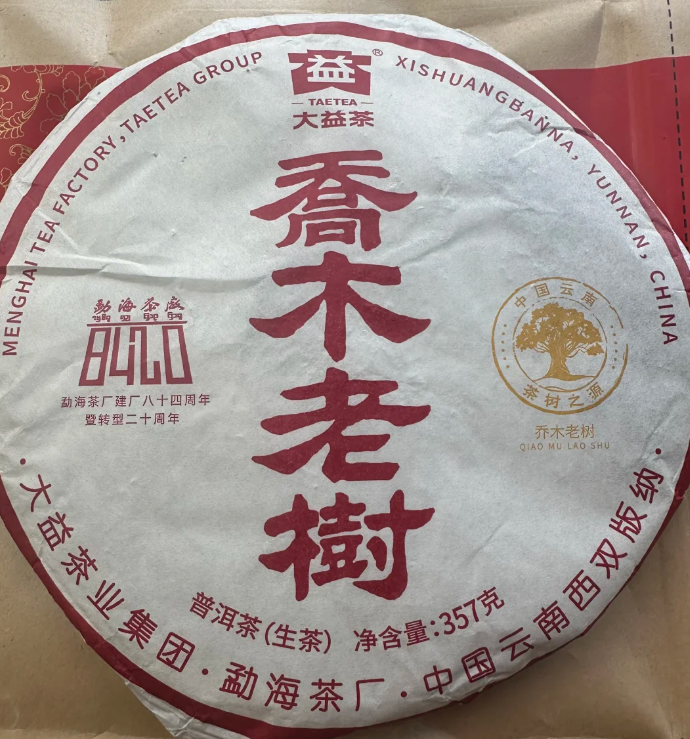 MENGHAI TEA FACTORY, TAETEA GROUP
益®
TAETEA
大益茶
XISHUANGBANNA, YUNNAN, CHINA
喬木老樹
勐海茶廠
8420
勐海茶厂建厂八十四周年
暨转型二十周年
中国云南
茶树之源
乔木老树
QIAO MU LAO SHU
普洱茶(生茶) 净含量:357克
·大益茶业集团·勐海茶厂·中国云南西双版纳·